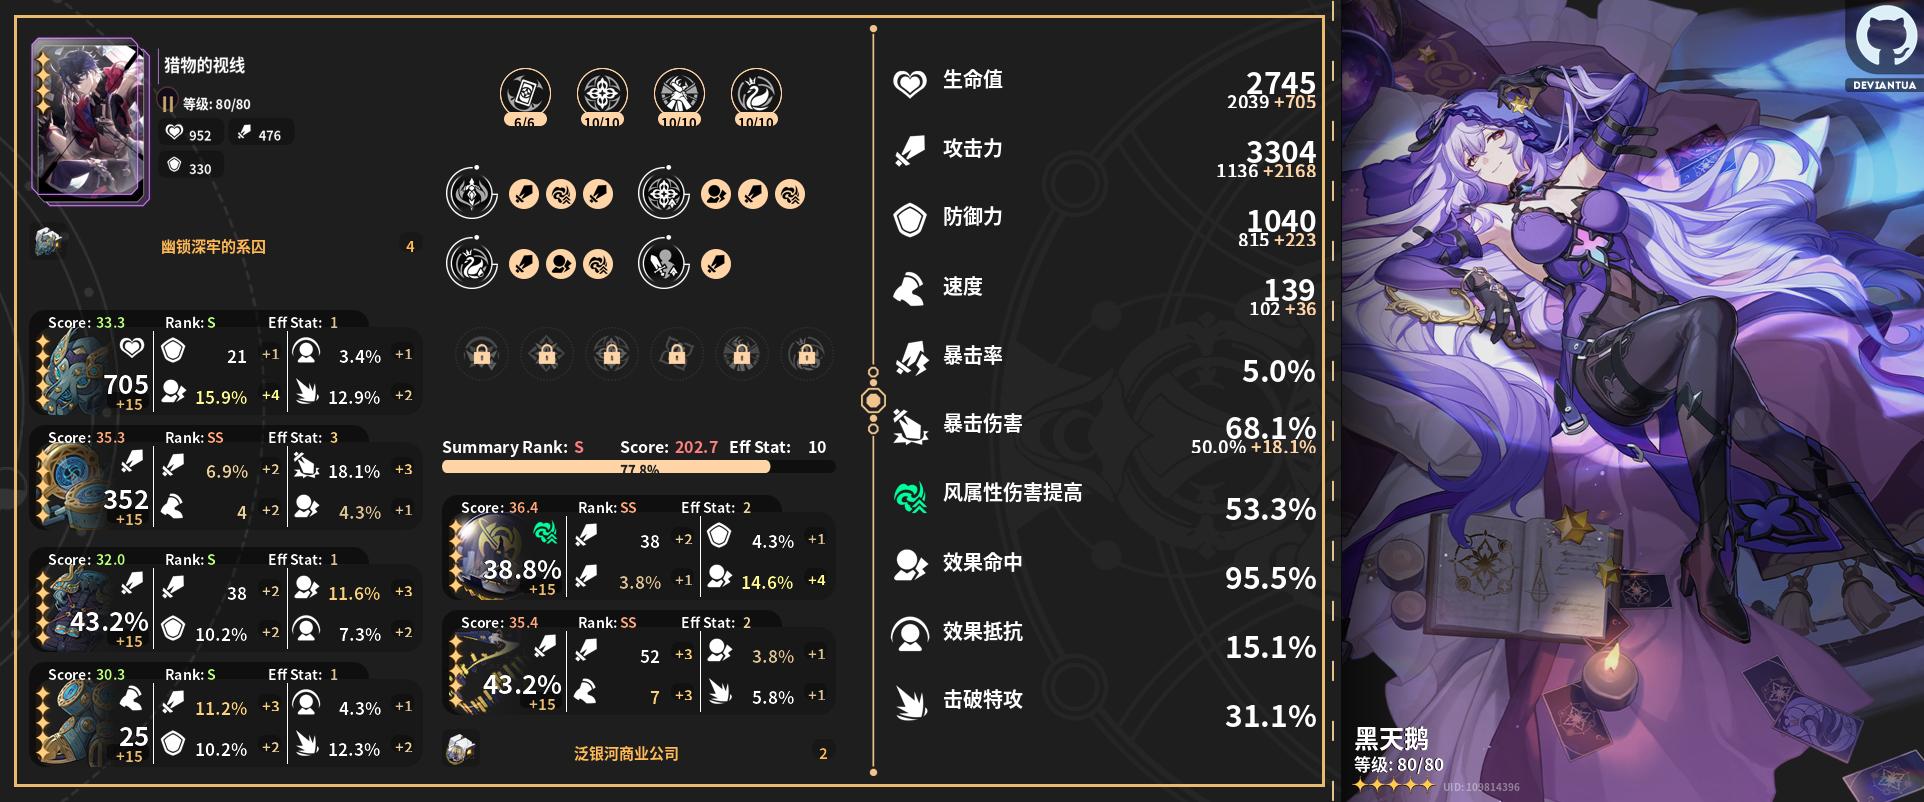 猎物的视线
等级: 80/80
952
476
330
幽锁深牢的系囚
4
Score: 33.3
Rank: S
Eff Stat: 1
705
+15
21
+1
3.4%
+1
15.9%
+4
12.9%
+2
Score: 35.3
Rank: SS
Eff Stat: 3
352
+15
6.9%
+2
18.1%
+3
4
+2
4.3%
+1
Score: 32.0
Rank: S
Eff Stat: 1
43.2%
+15
38
+2
11.6%
+3
10.2%
+2
7.3%
+2
Score: 30.3
Rank: S
Eff Stat: 1
25
+15
11.2%
+3
4.3%
+1
10.2%
+2
12.3%
+2
6/6
10/10
10/10
10/10
Summary Rank: S
Score: 202.7
Eff Stat: 10
77.8%
Score: 36.4
Rank: SS
Eff Stat: 2
38.8%
+15
38
+2
4.3%
+1
3.8%
+1
14.6%
+4
Score: 35.4
Rank: SS
Eff Stat: 2
43.2%
+15
52
+3
3.8%
+1
7
+3
5.8%
+1
泛银河商业公司
2
生命值
2745
2039 +705
攻击力
3304
1136 +2168
防御力
1040
815 +223
速度
139
102 +36
暴击率
5.0%
暴击伤害
68.1%
50.0% +18.1%
风属性伤害提高
53.3%
效果命中
95.5%
效果抵抗
15.1%
击破特攻
31.1%
DEVIANTUA
黑天鹅
等级: 80/80
UID: 109814396